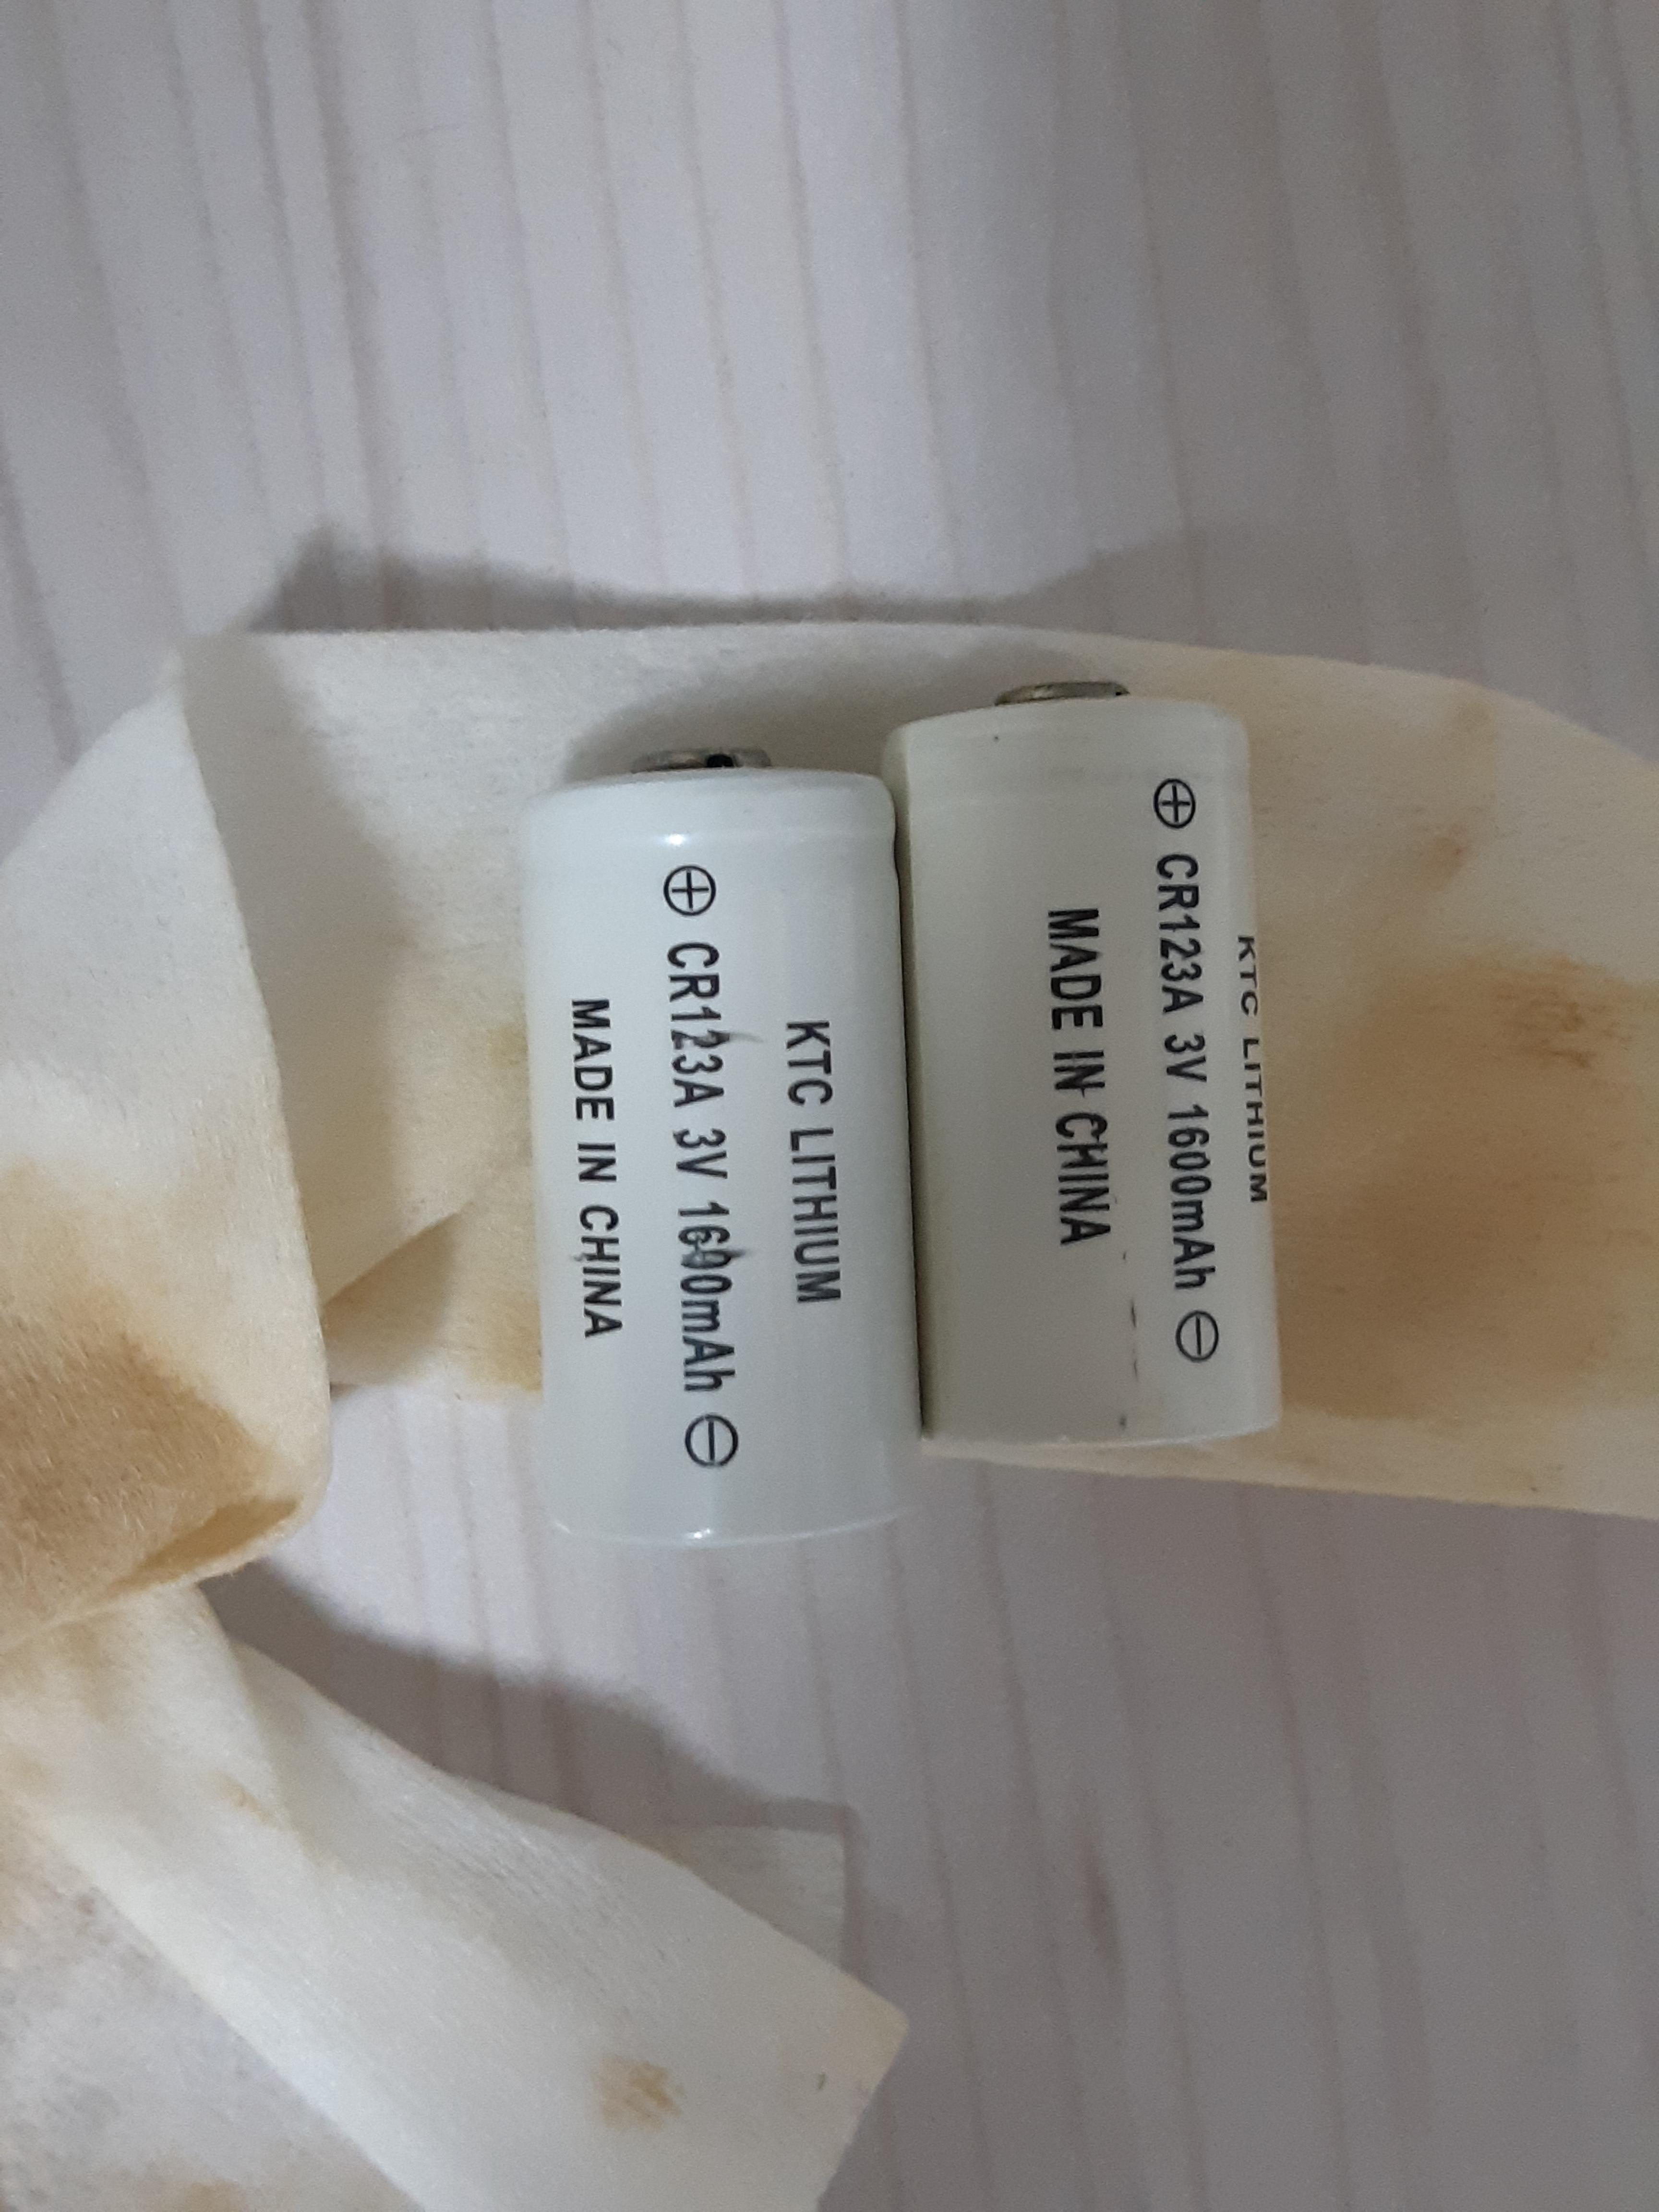 KTC LITHIUM
⊕ CR123A 3V 1600mAh ⊖
MADE IN CHINA
KTC LITHIUM
⊕ CR123A 3V 1600mAh ⊖
MADE IN CHINA